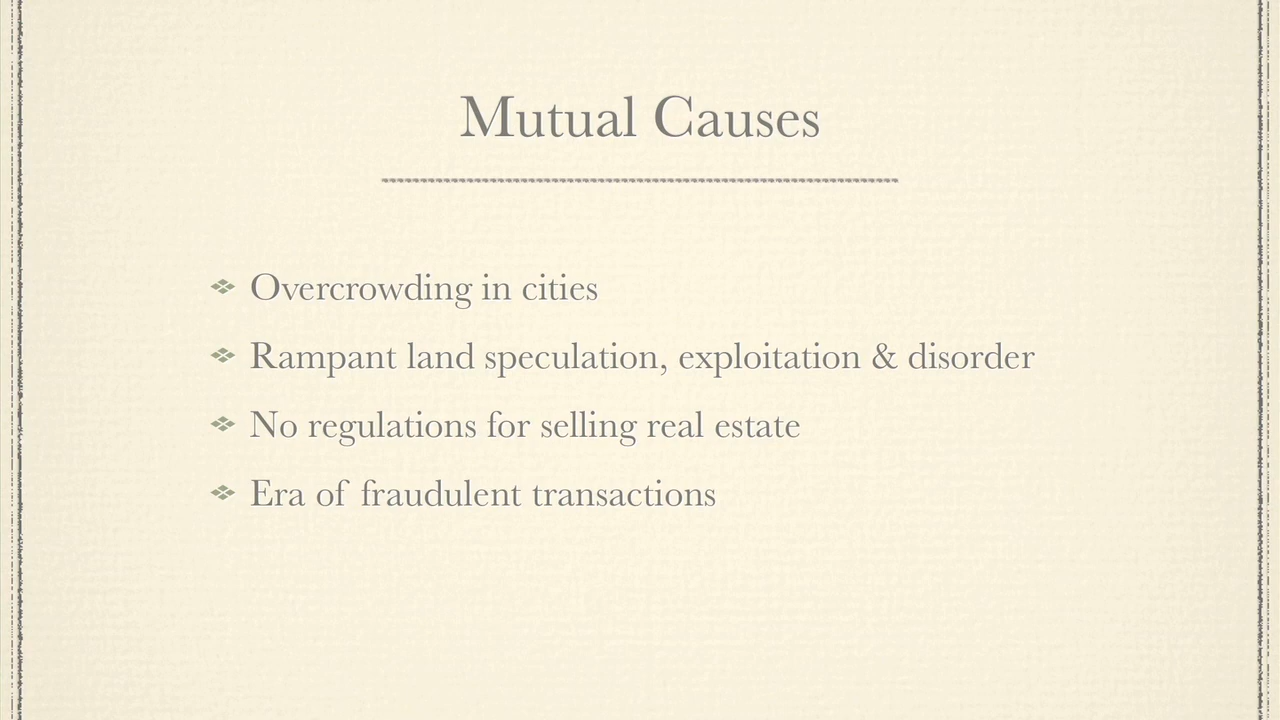 Mutual Causes
Overcrowding in cities
Rampant land speculation, exploitation & disorder
No regulations for selling real estate
Era of fraudulent transactions